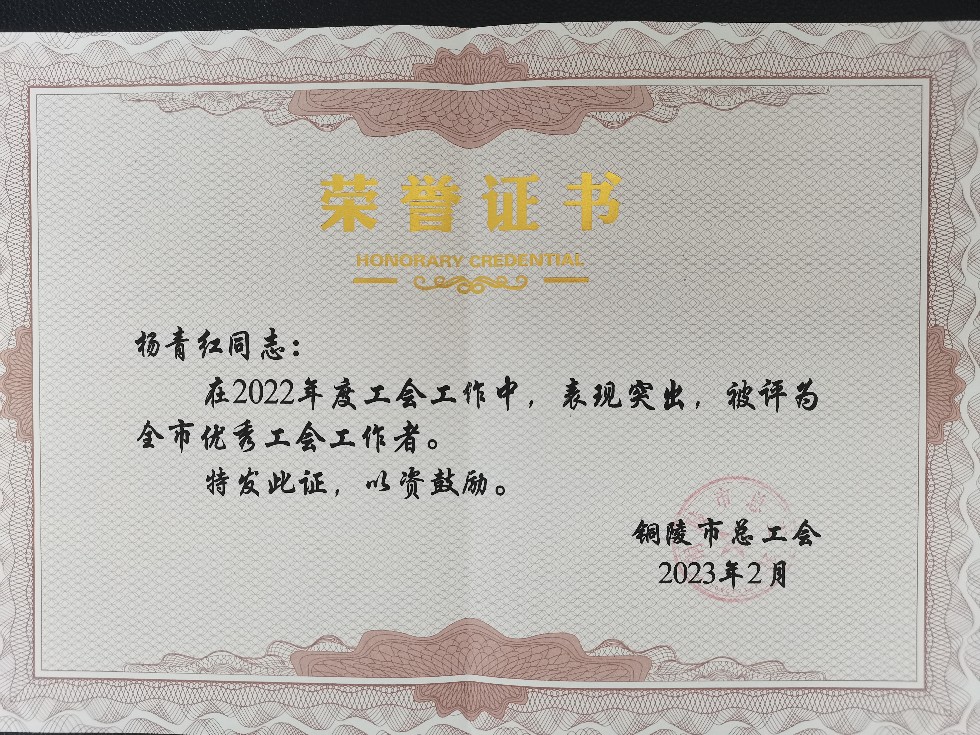 荣誉证书
HONORARY CREDENTIAL
杨青红同志：
在2022年度工会工作中，表现突出，被评为
全市优秀工会工作者。
特发此证，以资鼓励。
铜陵市总工会
2023年2月